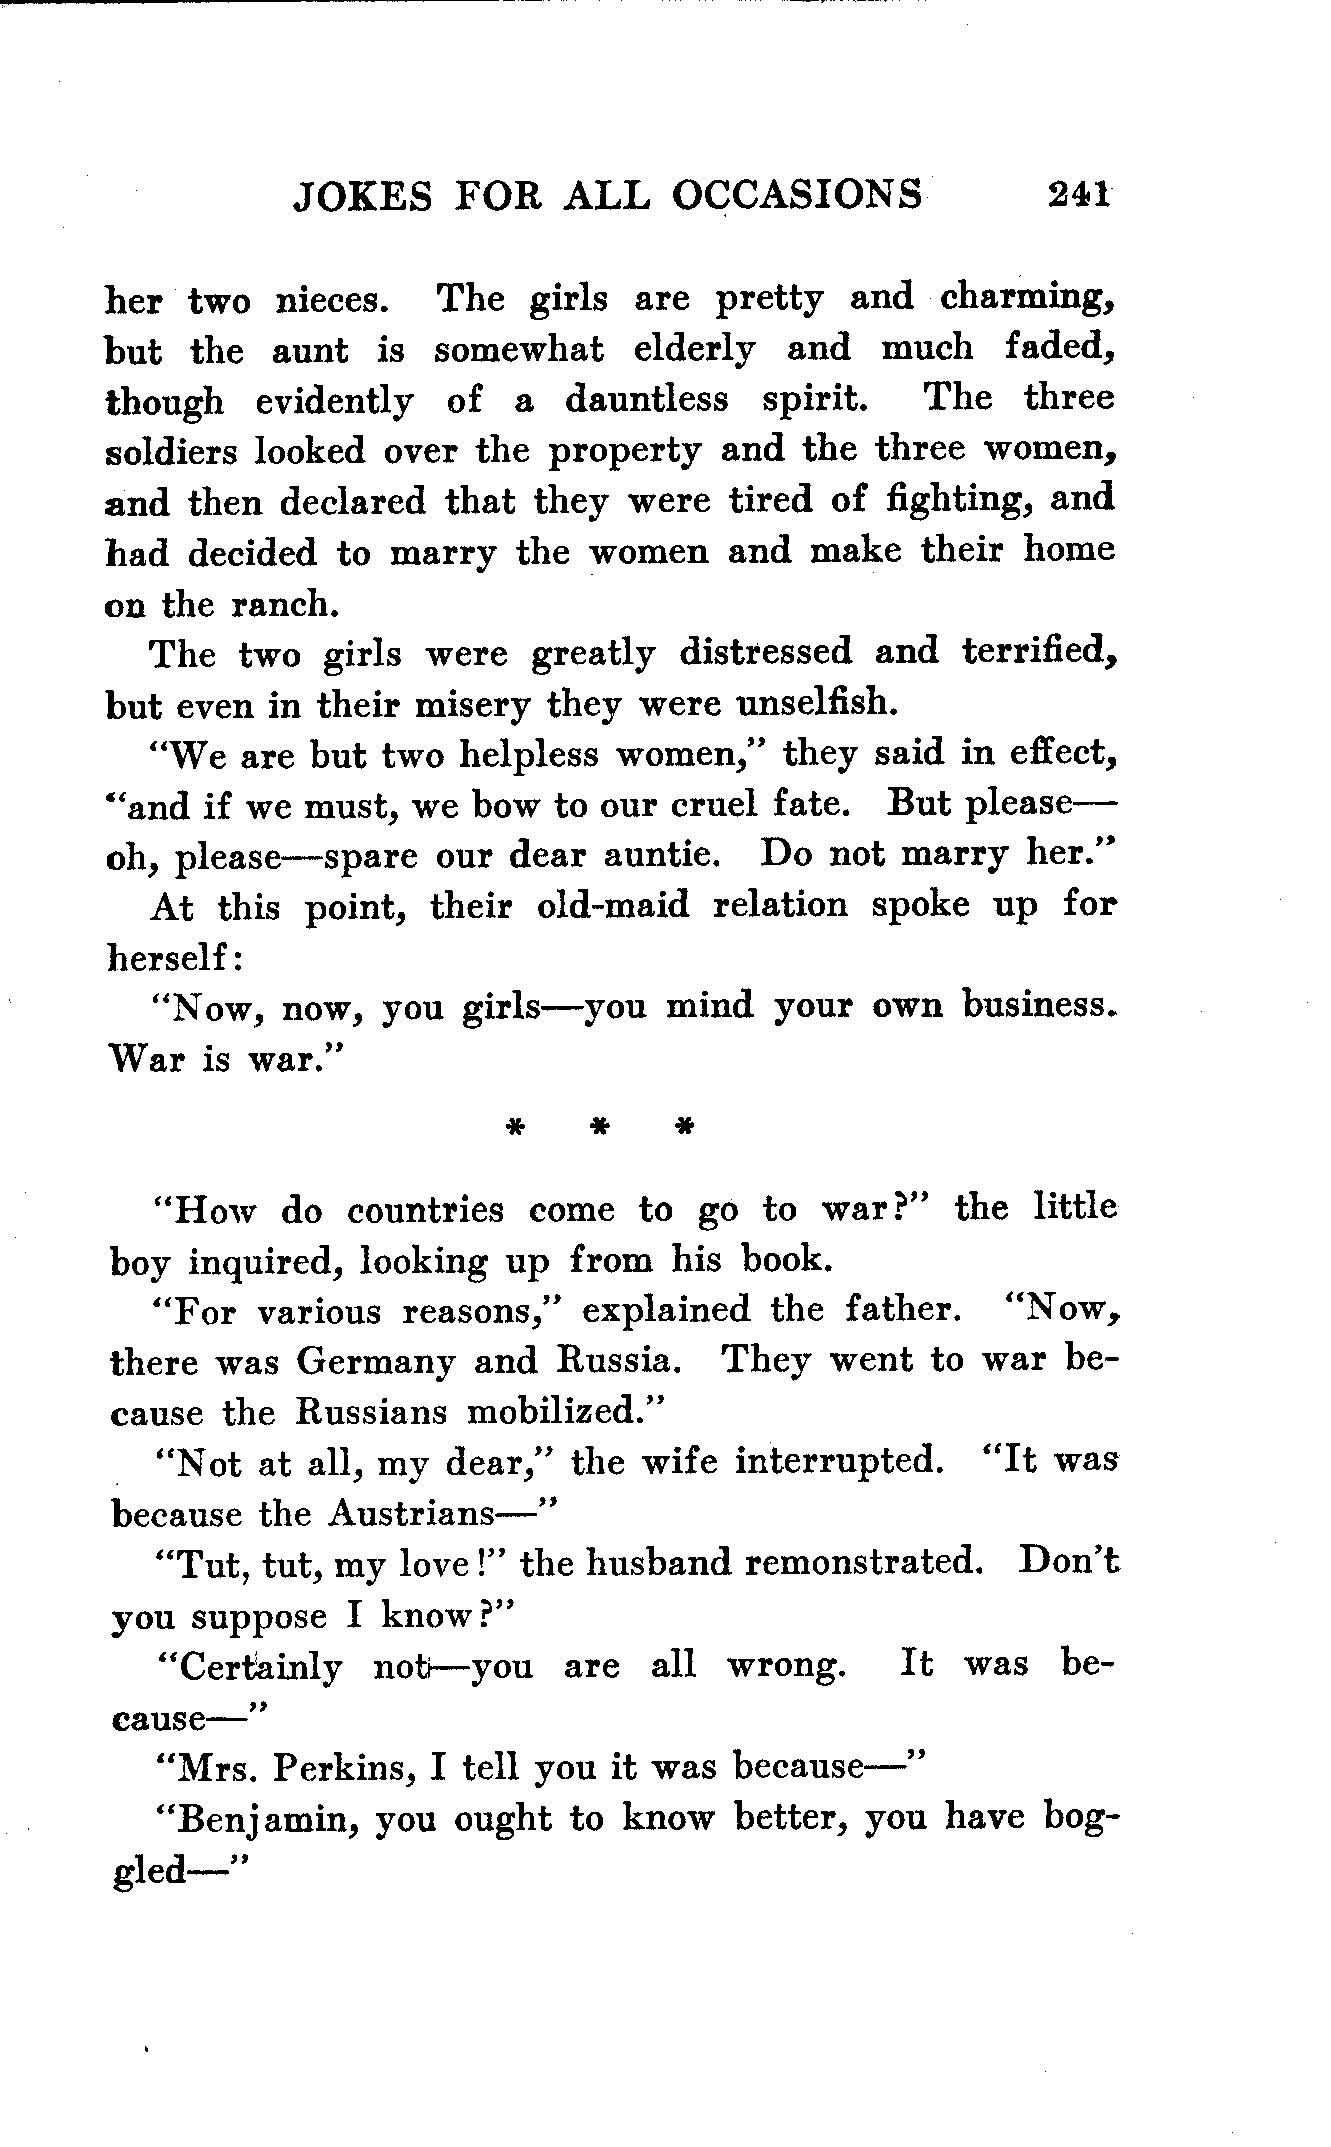 JOKES FOR ALL OCCASIONS 241
her two nieces. The girls are pretty and charming,
but the aunt is somewhat elderly and much faded,
though evidently of a dauntless spirit. The three
soldiers looked over the property and the three women,
and then declared that they were tired of fighting, and
had decided to marry the women and make their home
on the ranch.
The two girls were greatly distressed and terrified,
but even in their misery they were unselfish.
“We are but two helpless women,” they said in effect,
“and if we must, we bow to our cruel fate. But please—
oh, please—spare our dear auntie. Do not marry her.”
At this point, their old-maid relation spoke up for
herself:
“Now, now, you girls—you mind your own business.
War is war.”
* * *
“How do countries come to go to war?” the little
boy inquired, looking up from his book.
“For various reasons,” explained the father. “Now,
there was Germany and Russia. They went to war be-
cause the Russians mobilized.”
“Not at all, my dear,” the wife interrupted. “It was
because the Austrians—”
“Tut, tut, my love!” the husband remonstrated. Don't
you suppose I know?”
“Certainly not—you are all wrong. It was be-
cause—”
“Mrs. Perkins, I tell you it was because—”
“Benjamin, you ought to know better, you have bog-
gled—”